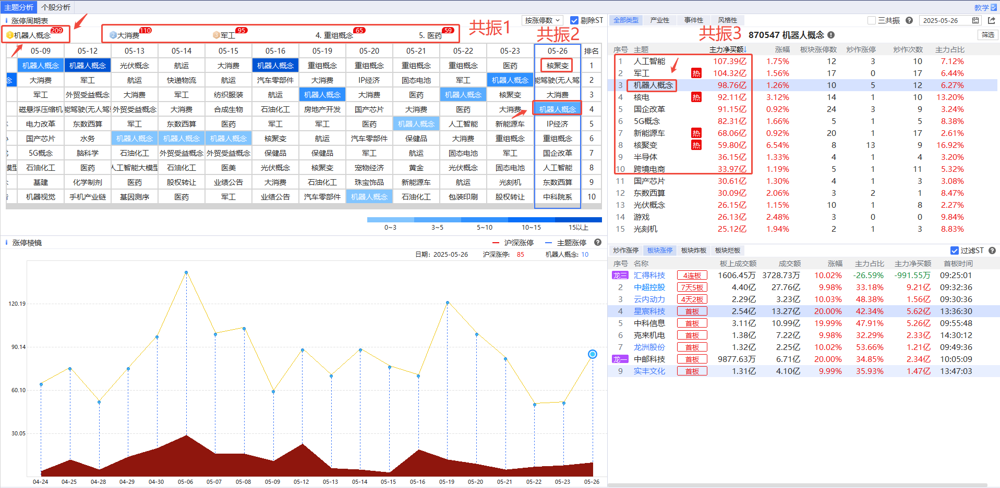 主题分析 个股分析 教学
涨停周期表 按涨停数 剔除ST
1 机器人概念 209 2 大消费 110 3 军工 95 4. 重组概念 65 5. 医药 59
共振1 共振2
05-09 05-12 05-13 05-14 05-15 05-16 05-19 05-20 05-21 05-22 05-23 05-26 排名
机器人概念 机器人概念 光伏概念 航运 大消费 机器人概念 重组概念 重组概念 重组概念 重组概念 医药 核聚变 1
念 大消费 军工 航运 快递物流 航运 汽车零部件 大消费 IP经济 固态电池 军工 机器人概念 能驾驶(无人驾 2
军工 外贸受益概念 大消费 军工 纺织服装 航运 机器人概念 大消费 医药 机器人概念 核聚变 大消费 3
磁悬浮压缩机 能驾驶(无人驾 外贸受益概念 大消费 合成生物 石油化工 房地产开发 国产芯片 大消费 医药 大消费 机器人概念 4
电力改革 东数西算 军工 东数西算 医药 军工 军工 医药 机器人概念 人工智能 新能源车 IP经济 5
国产芯片 水务 机器人概念 机器人概念 机器人概念 核聚变 航运 汽车零部件 保健品 大消费 重组概念 重组概念 6
5G概念 脑科学 石油化工 外贸受益概念 外贸受益概念 保健品 保健品 军工 航运 固态电池 军工 国企改革 7
模型 石油化工 医药 人工智能大模型 石油化工 医美 光伏概念 核聚变 宠物经济 黄金 光伏概念 固态电池 人工智能 8
基建 化学制剂 医药 股权转让 业绩公告 大消费 石油化工 珠宝饰品 新能源车 航运 光刻机 东数西算 9
机器视觉 手机产业链 基因测序 医药 军工 业绩公告 汽车零部件 机器人概念 石油化工 包装印刷 股权转让 中科院系 10
0~3 3~5 5~10 10~15 15以上
涨停棱镜 沪深涨停 主题涨停
日期: 2025-05-26 沪深涨停: 85 机器人概念: 10
120.19
90.14
60.10
30.05
04-24 04-25 04-28 04-29 04-30 05-06 05-07 05-08 05-09 05-12 05-13 05-14 05-15 05-16 05-19 05-20 05-21 05-22 05-23 05-26
全部类型 产业性 事件性 风格性 三共振 2025-05-26
共振3 870547 机器人概念 筛选
序号 主题 主力净买额↓ 涨幅 板块涨停数 炒作涨停 炒作次数 主力占比
1 人工智能 107.39亿 1.75% 12 3 10 7.12%
2 军工 热 104.32亿 1.56% 17 0 17 6.44%
3 机器人概念 98.76亿 1.26% 10 5 12 6.27%
4 核电 热 92.11亿 3.12% 14 1 10 13.20%
5 国企改革 91.15亿 0.92% 24 3 9 3.24%
6 5G概念 82.31亿 1.66% 5 1 5 8.38%
7 新能源车 热 68.06亿 0.92% 20 1 17 2.61%
8 核聚变 热 59.80亿 6.54% 8 13 9 16.92%
9 半导体 36.15亿 1.33% 4 1 4 3.20%
10 跨境电商 33.97亿 1.19% 5 1 11 5.32%
11 国产芯片 30.61亿 1.30% 4 1 3 3.08%
12 东数西算 30.09亿 2.06% 3 2 1 8.47%
13 光伏概念 26.15亿 1.15% 10 1 8 2.27%
14 游戏 26.13亿 2.48% 3 0 0 9.84%
15 光刻机 25.12亿 1.94% 2 1 3 8.83%
炒作涨停 板块涨停 板块炸板 板块烂板 过滤ST
序号 名称 板上成交额 成交额 涨幅 主力占比 主力净买额 首板时间
龙三 汇得科技 4连板 1606.45万 3728.73万 10.02% -26.59% -991.55万 09:25:01
2 中超控股 7天5板 4.40亿 27.76亿 9.98% 33.18% 9.21亿 09:32:36
3 云内动力 4天2板 2.29亿 3.23亿 10.03% 48.38% 1.56亿 09:30:36
4 星宸科技 首板 2.54亿 13.27亿 20.00% 42.34% 5.62亿 13:36:30
5 中科信息 首板 3.11亿 10.99亿 19.99% 47.91% 5.26亿 09:55:48
6 克来机电 首板 1.38亿 7.22亿 9.98% 32.29% 2.33亿 14:30:12
7 龙洲股份 首板 1.32亿 2.25亿 10.02% 53.66% 1.21亿 09:49:36
龙一 中邮科技 首板 9877.63万 6.71亿 20.00% 34.85% 2.34亿 10:05:09
9 实丰文化 首板 1.31亿 4.10亿 9.99% 35.93% 1.47亿 13:47:03